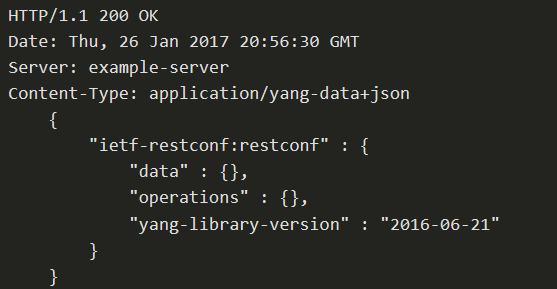 HTTP/1.1 200 OK
Date: Thu, 26 Jan 2017 20:56:30 GMT
Server: example-server
Content-Type: application/yang-data+json
    {
        "ietf-restconf:restconf" : {
            "data" : {},
            "operations" : {},
            "yang-library-version" : "2016-06-21"
        }
    }